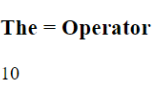 The = Operator
10